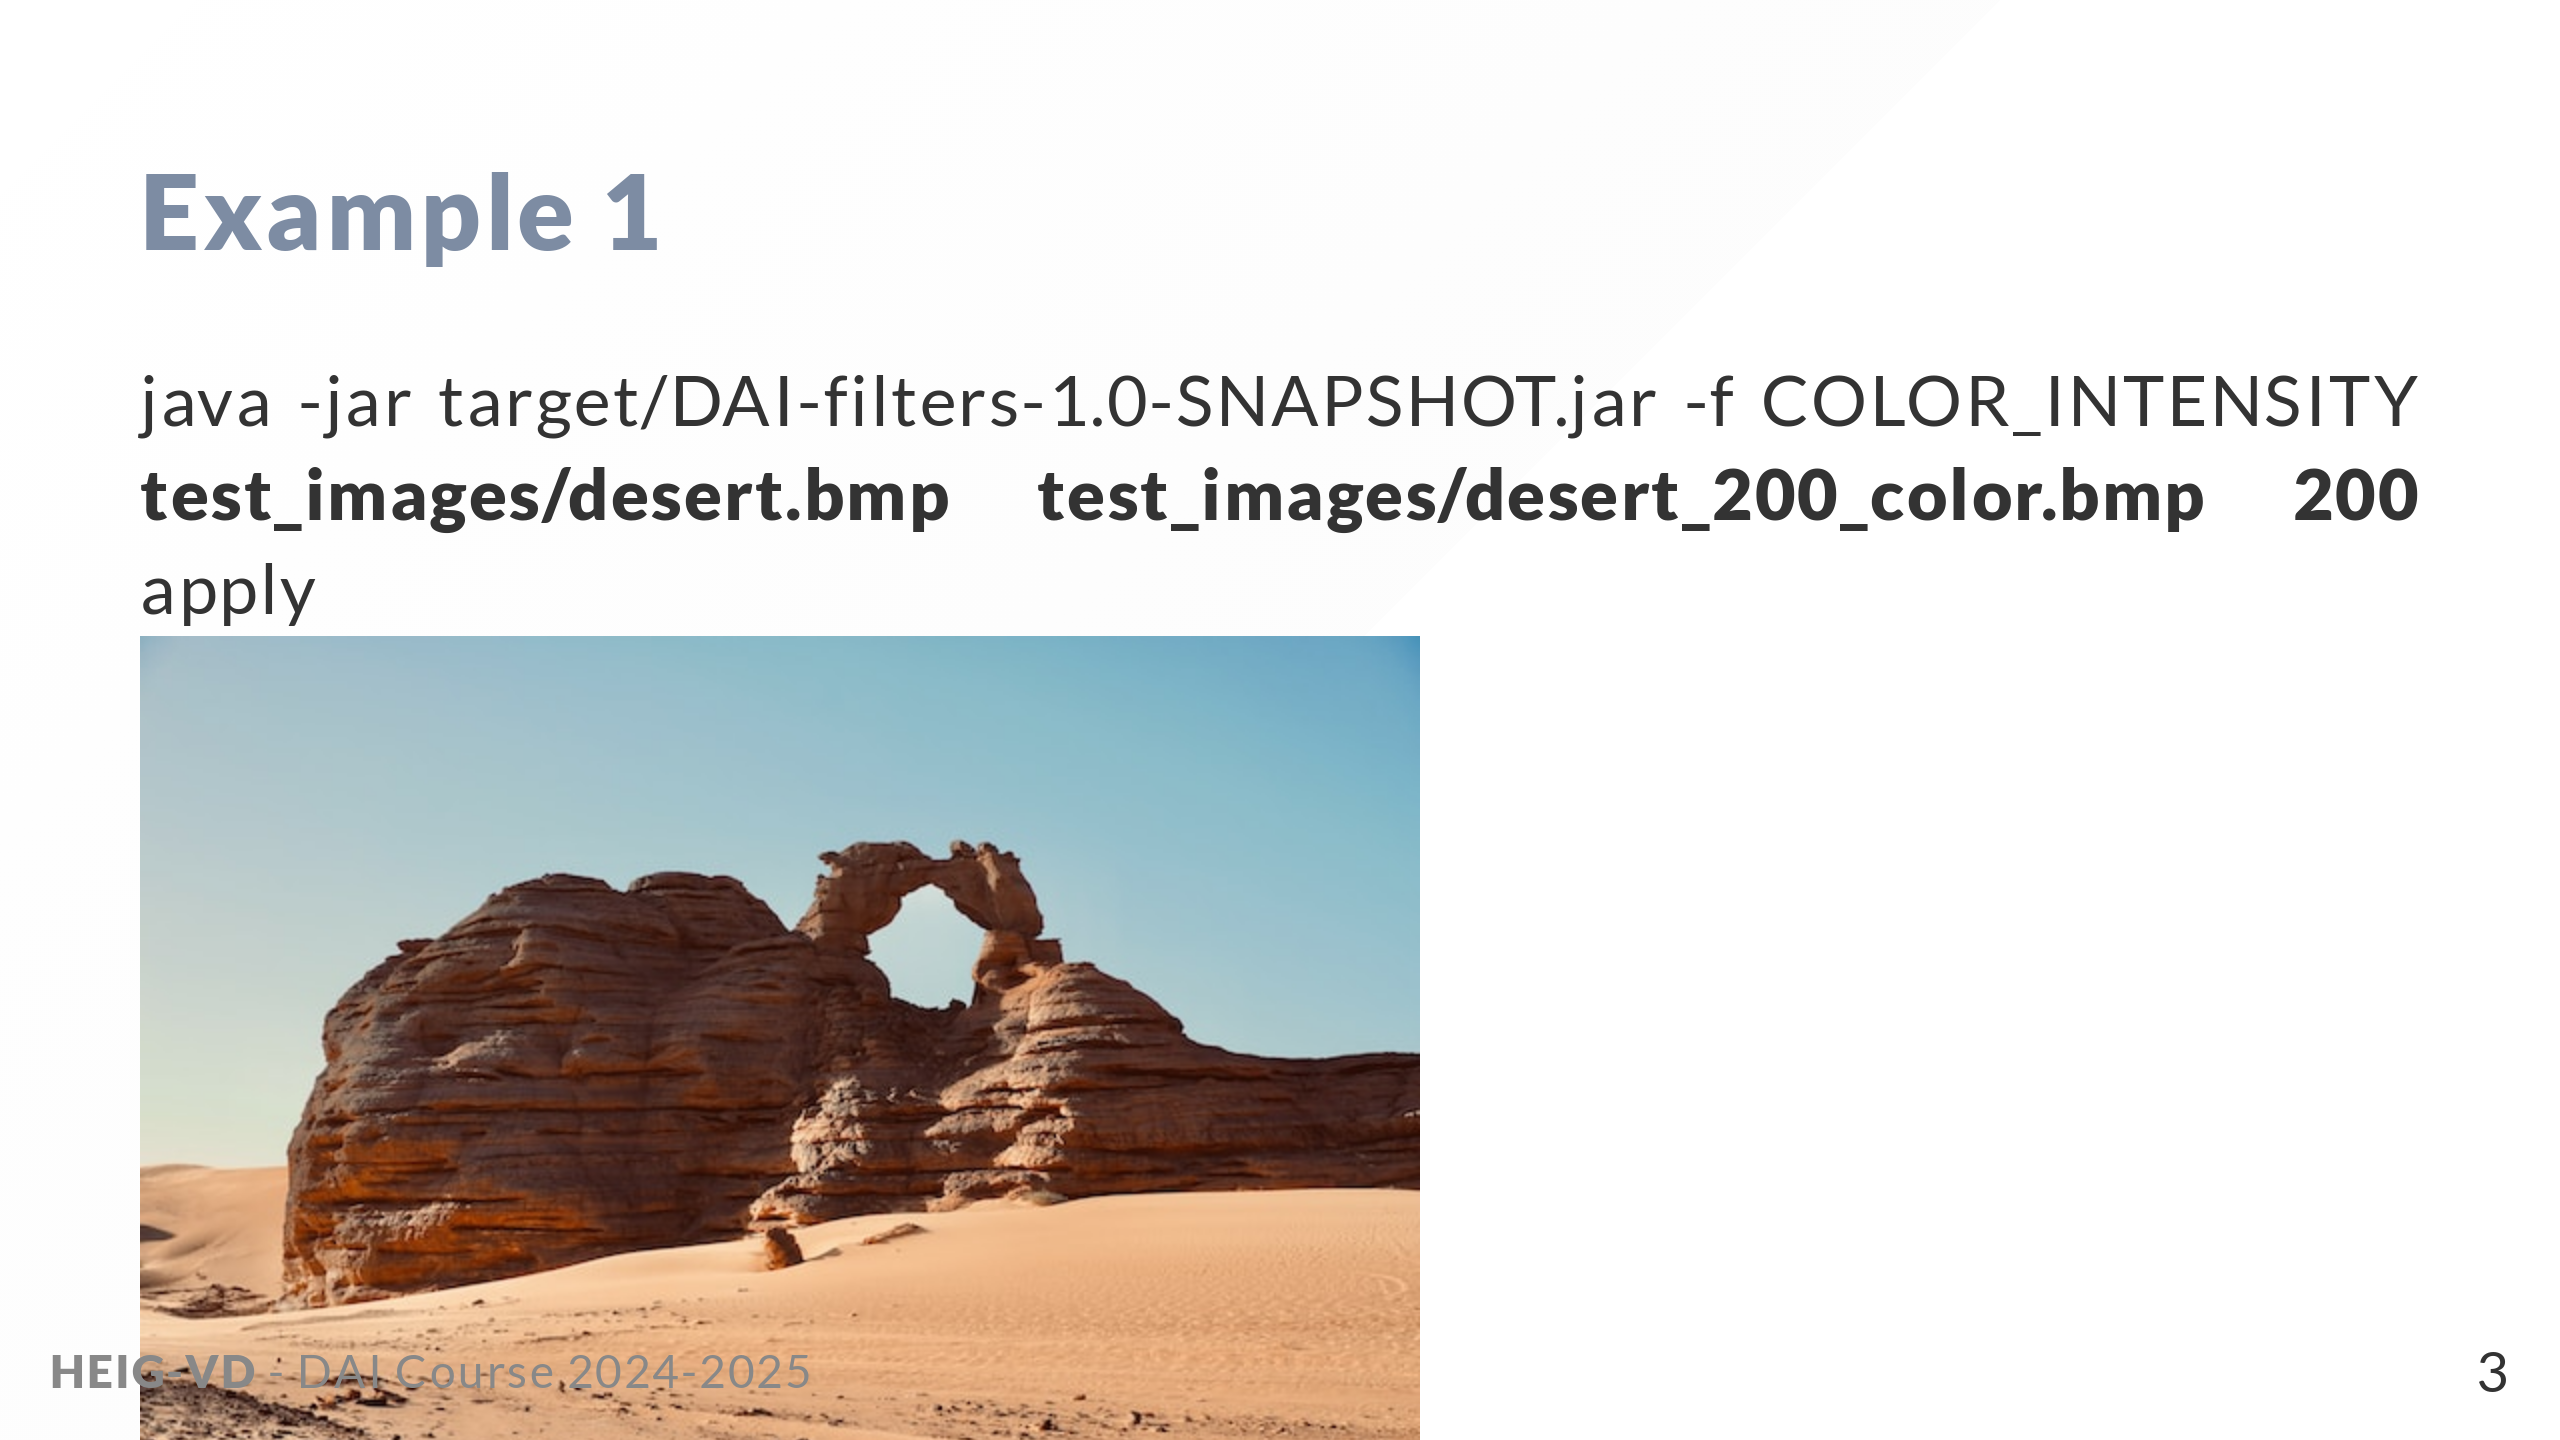 Example 1
java -jar target/DAI-filters-1.0-SNAPSHOT.jar -f COLOR_INTENSITY
test_images/desert.bmp test_images/desert_200_color.bmp 200
apply
HEIG-VD - DAI Course 2024-2025
3